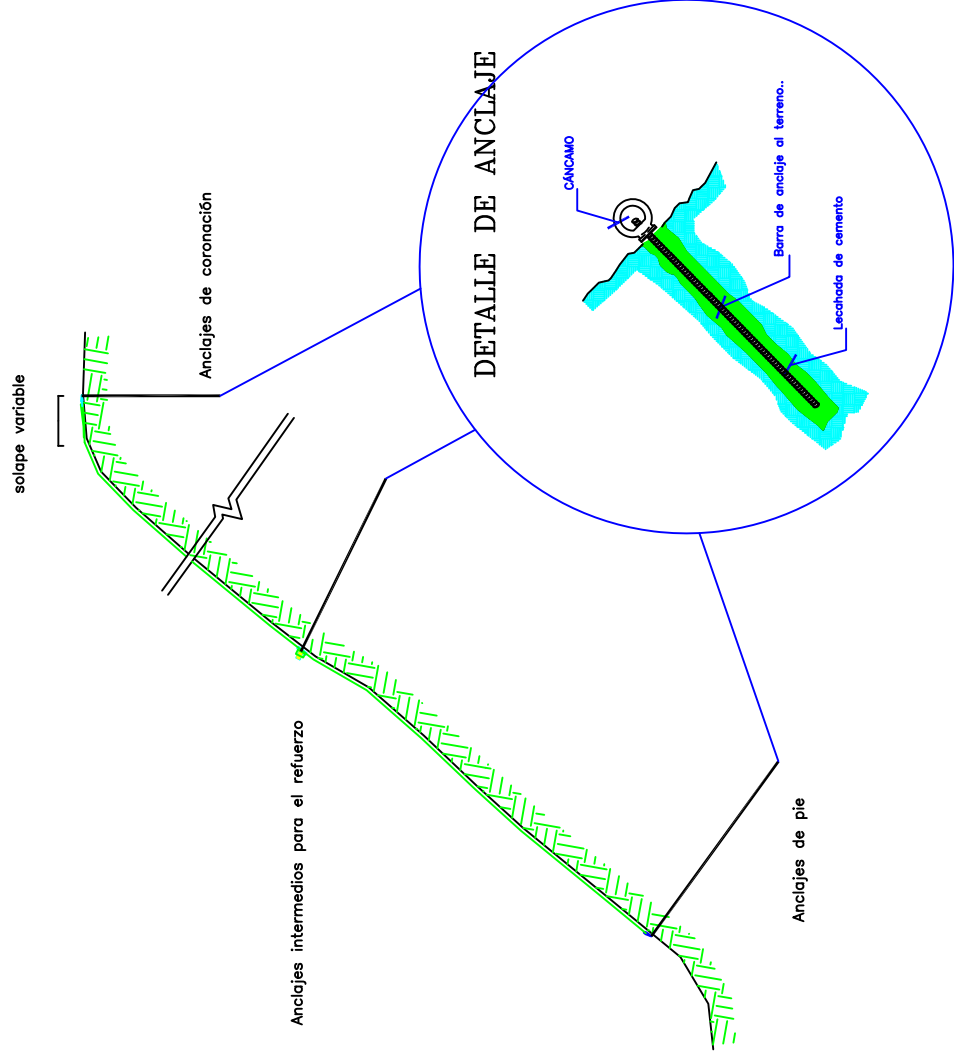 solape variable
Anclajes de coronación
DETALLE DE ANCLAJE
CÁNCAMO
Barra de anclaje al terreno..
Lecahada de cemento
Anclajes intermedios para el refuerzo
Anclajes de pie